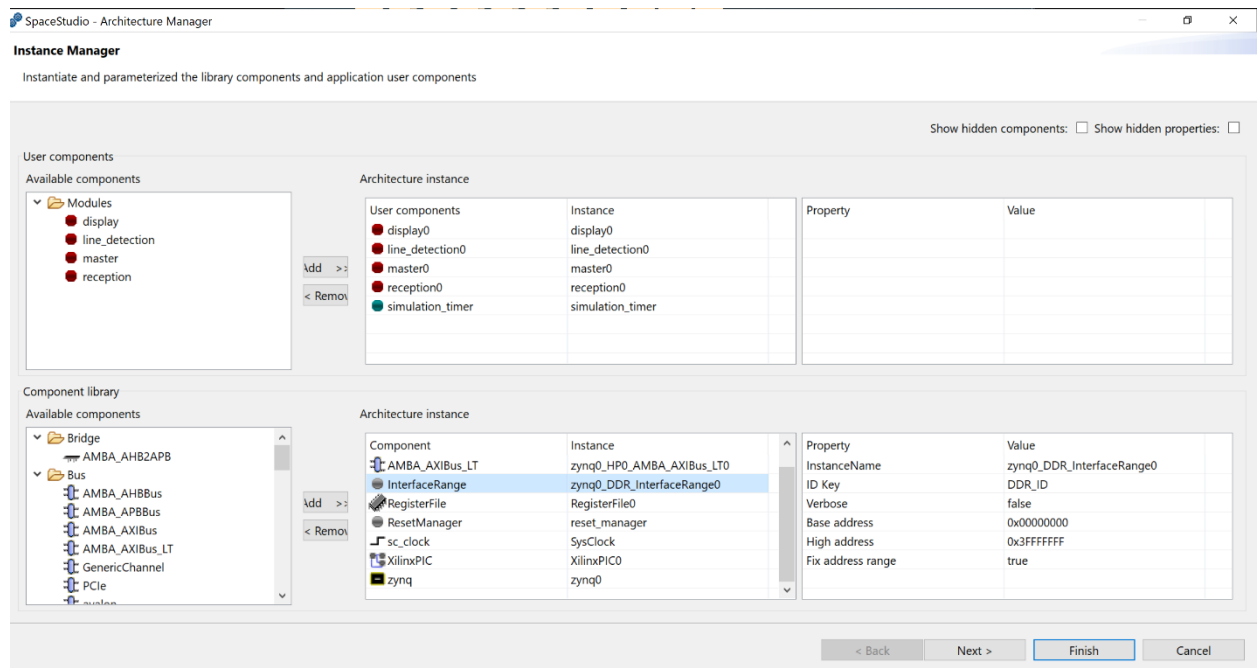 SpaceStudio - Architecture Manager
Instance Manager
Instantiate and parameterized the library components and application user components
Show hidden components: Show hidden properties:
User components
Available components
Modules
display
line_detection
master
reception
Add >>
< Remov
Architecture instance
User components Instance
display0 display0
line_detection0 line_detection0
master0 master0
reception0 reception0
simulation_timer simulation_timer
Property Value
Component library
Available components
Bridge
AMBA_AHB2APB
Bus
AMBA_AHBBus
AMBA_APBBus
AMBA_AXIBus
AMBA_AXIBus_LT
GenericChannel
PCIe
avalon
Add >>
< Remov
Architecture instance
Component Instance
AMBA_AXIBus_LT zynq0_HP0_AMBA_AXIBus_LT0
InterfaceRange zynq0_DDR_InterfaceRange0
RegisterFile RegisterFile0
ResetManager reset_manager
sc_clock SysClock
XilinxPIC XilinxPIC0
zynq zynq0
Property Value
InstanceName zynq0_DDR_InterfaceRange0
ID Key DDR_ID
Verbose false
Base address 0x00000000
High address 0x3FFFFFFF
Fix address range true
< Back Next > Finish Cancel